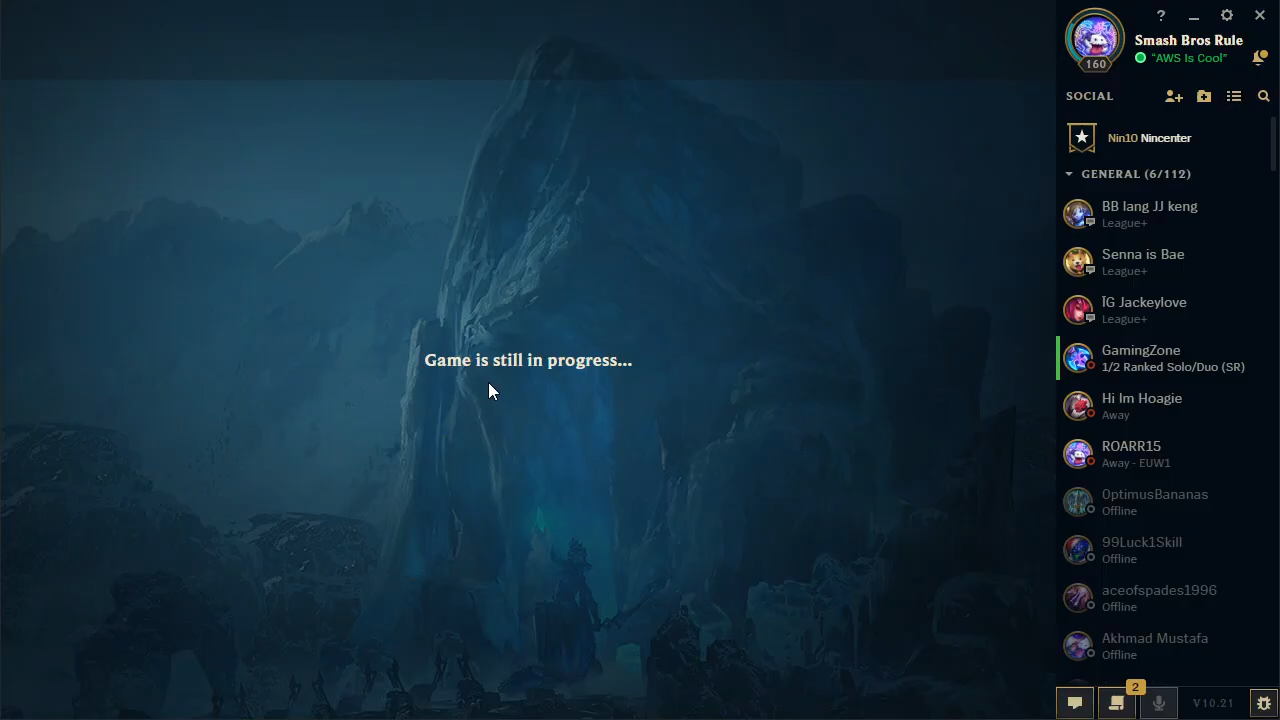 ?
Smash Bros Rule
"AWS Is Cool"
160
SOCIAL
Nin10 Nincenter
GENERAL (6/112)
BB lang JJ keng
League+
Senna is Bae
League+
ÏG Jackeylove
League+
GamingZone
1/2 Ranked Solo/Duo (SR)
Game is still in progress...
Hi Im Hoagie
Away
ROARR15
Away - EUW1
OptimusBananas
Offline
99Luck1Skill
Offline
aceofspades1996
Offline
Akhmad Mustafa
Offline
2
V10.21